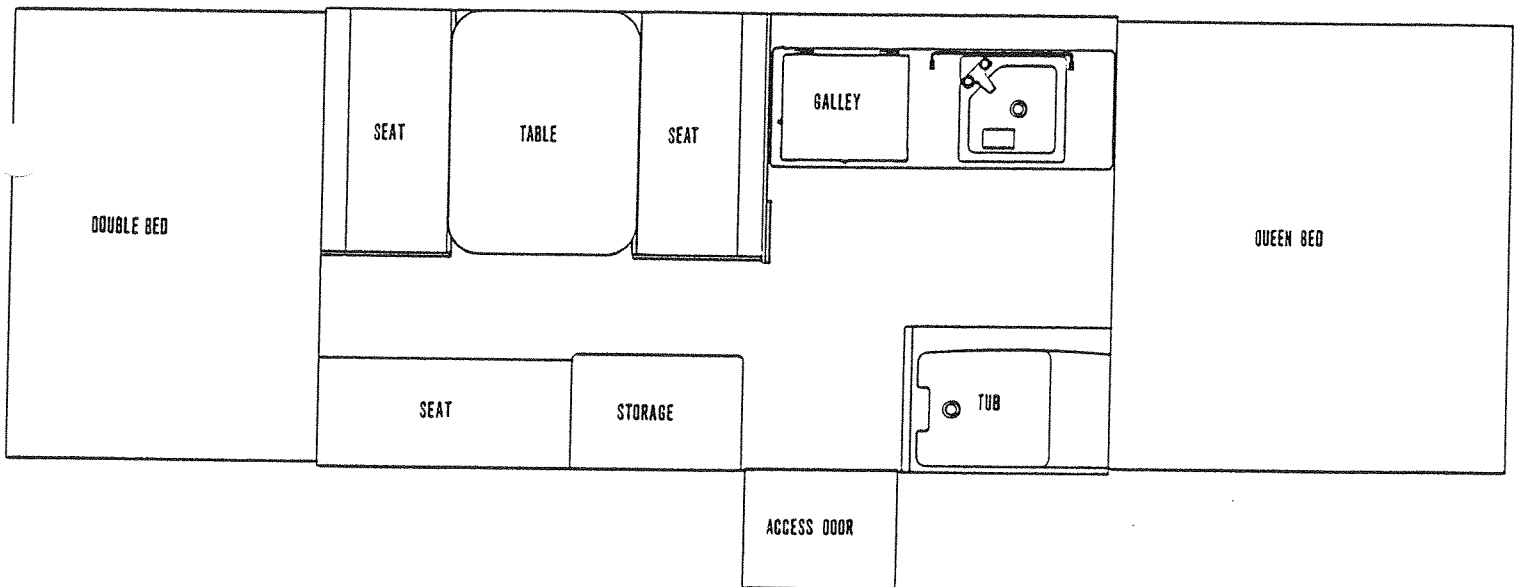 GALLEY
SEAT
TABLE
SEAT
DOUBLE BED
QUEEN BED
SEAT
STORAGE
TUB
ACCESS DOOR